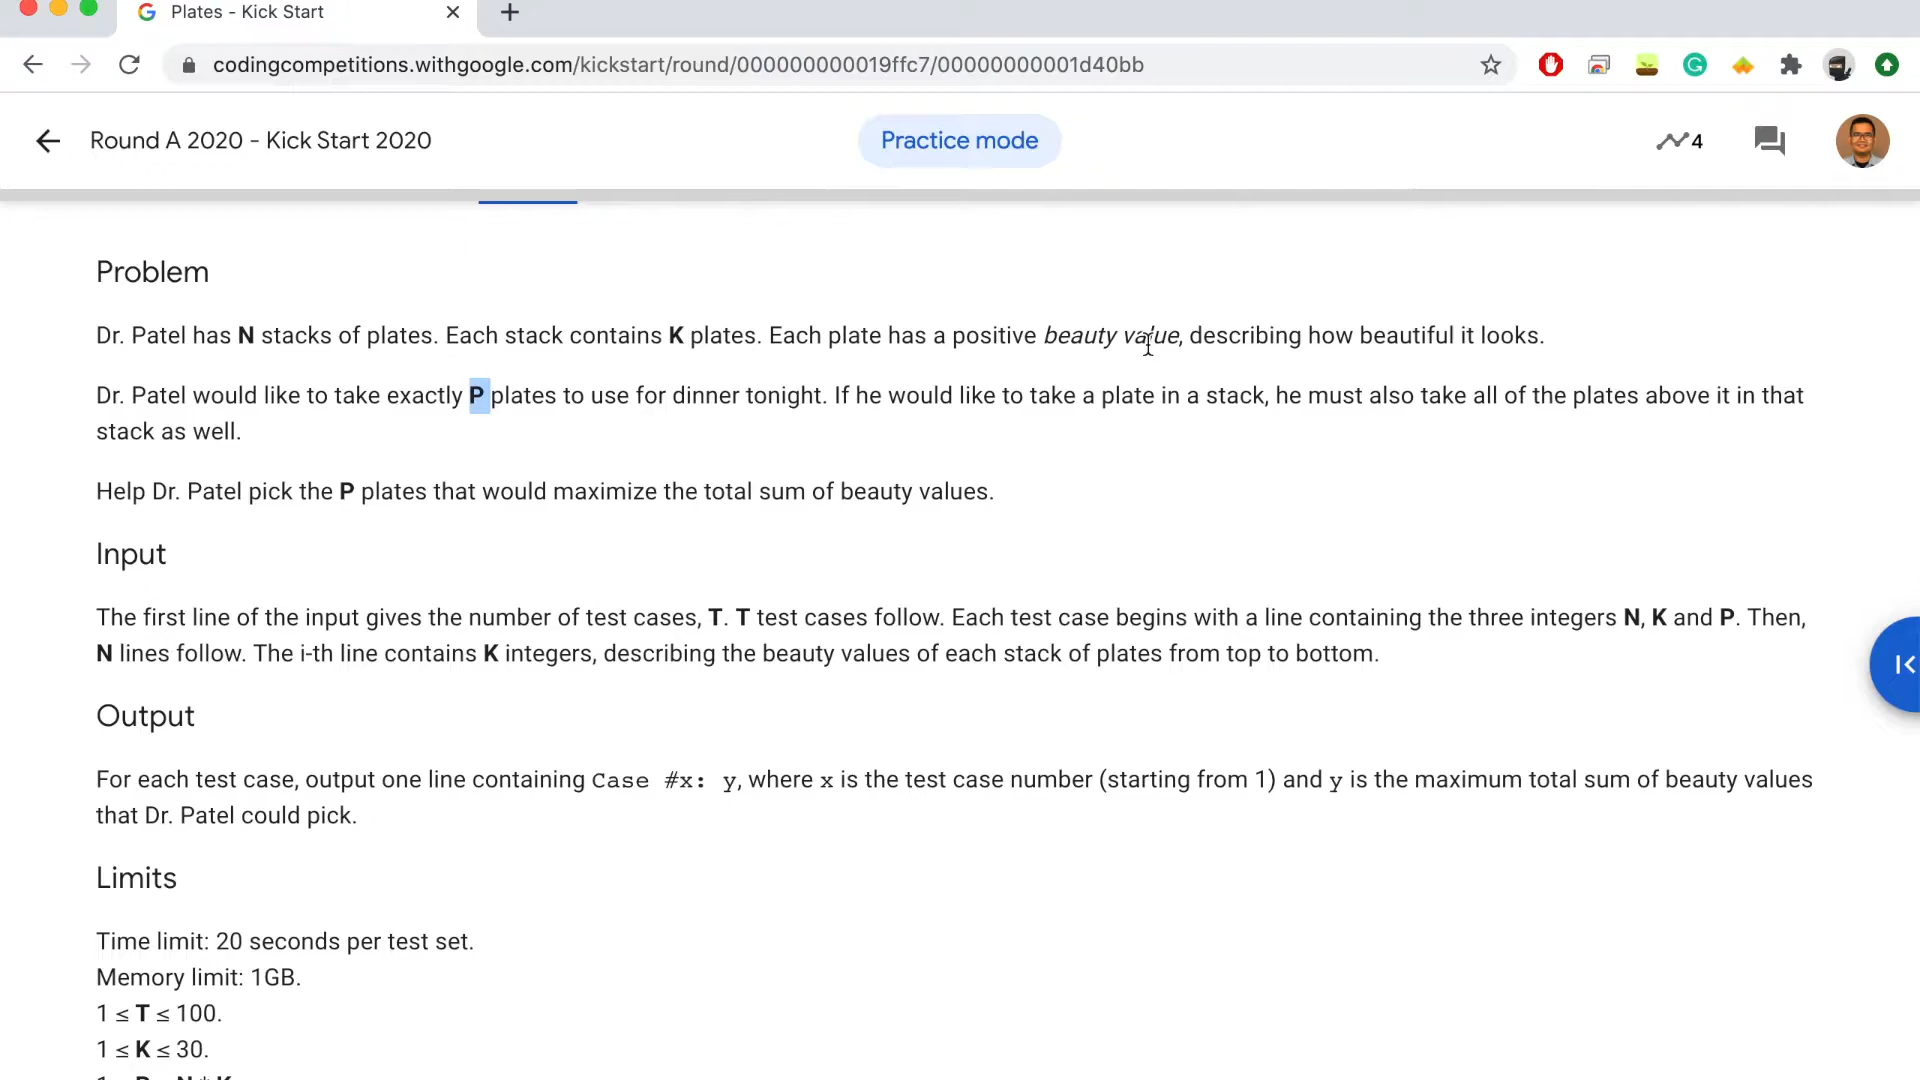 Plates - Kick Start
codingcompetitions.withgoogle.com/kickstart/round/000000000019ffc7/00000000001d40bb
Round A 2020 - Kick Start 2020
Practice mode
4
Problem
Dr. Patel has N stacks of plates. Each stack contains K plates. Each plate has a positive beauty value, describing how beautiful it looks.
Dr. Patel would like to take exactly P plates to use for dinner tonight. If he would like to take a plate in a stack, he must also take all of the plates above it in that
stack as well.
Help Dr. Patel pick the P plates that would maximize the total sum of beauty values.
Input
The first line of the input gives the number of test cases, T. T test cases follow. Each test case begins with a line containing the three integers N, K and P. Then,
N lines follow. The i-th line contains K integers, describing the beauty values of each stack of plates from top to bottom.
Output
For each test case, output one line containing Case #x: y, where x is the test case number (starting from 1) and y is the maximum total sum of beauty values
that Dr. Patel could pick.
Limits
Time limit: 20 seconds per test set.
Memory limit: 1GB.
1 ≤ T ≤ 100.
1 ≤ K ≤ 30.